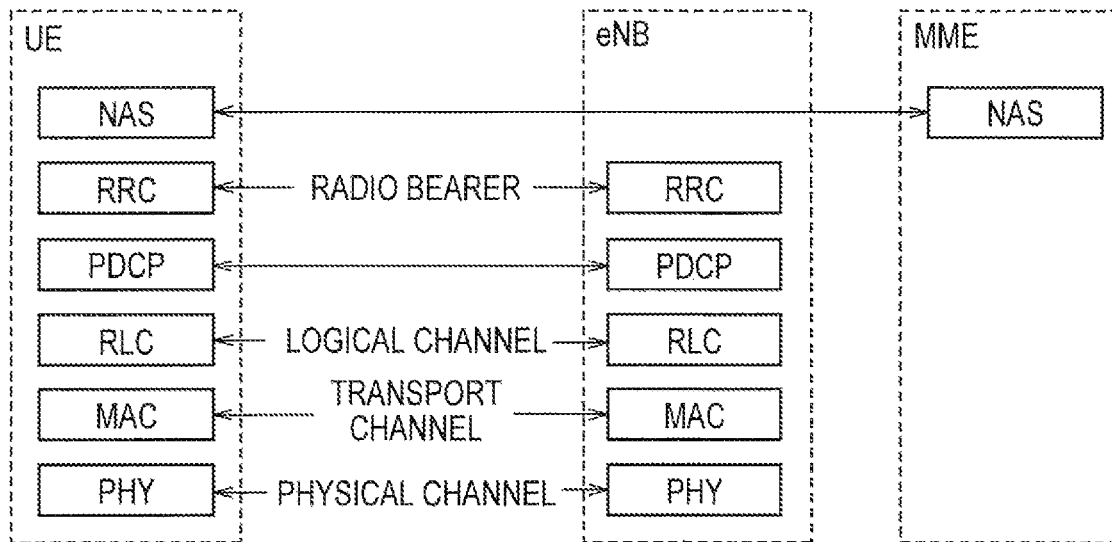 UE
eNB
MME
NAS
NAS
RRC
RADIO BEARER
RRC
PDCP
PDCP
RLC
LOGICAL CHANNEL
RLC
MAC
TRANSPORT
CHANNEL
MAC
PHY
PHYSICAL CHANNEL
PHY